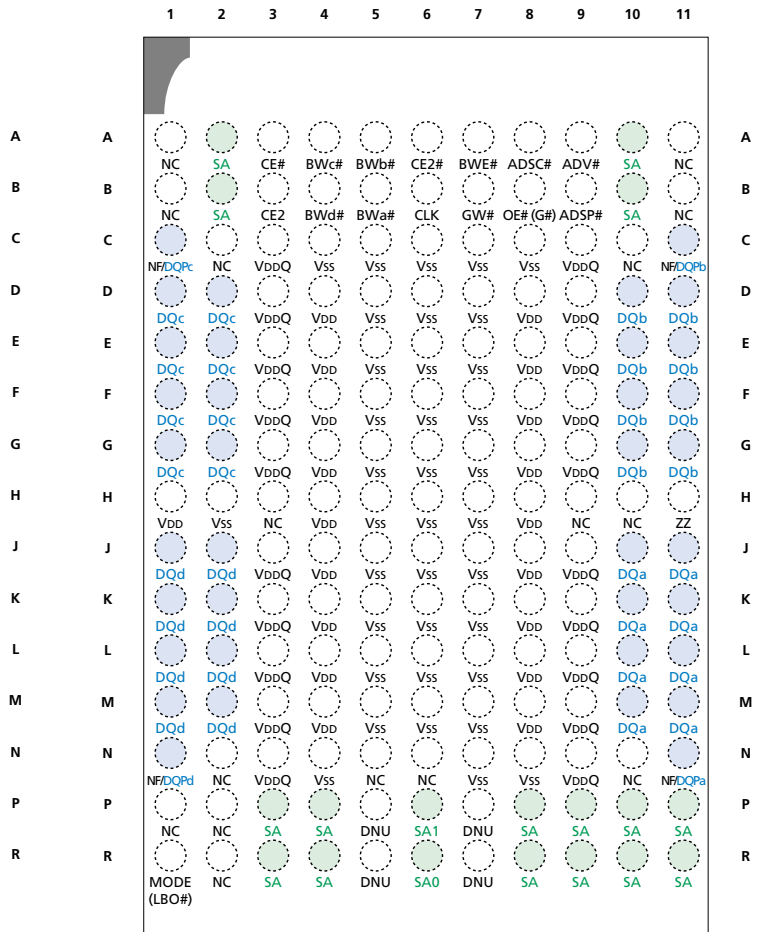 1 2 3 4 5 6 7 8 9 10 11
A A A
NC SA CE# BWc# BWb# CE2# BWE# ADSC# ADV# SA NC
B B B
NC SA CE2 BWd# BWa# CLK GW# OE# (G#) ADSP# SA NC
C C C
NF/DQPc NC VDDQ Vss Vss Vss Vss Vss VDDQ NC NF/DQPb
D D D
DQc DQc VDDQ VDD Vss Vss Vss VDD VDDQ DQb DQb
E E E
DQc DQc VDDQ VDD Vss Vss Vss VDD VDDQ DQb DQb
F F F
DQc DQc VDDQ VDD Vss Vss Vss VDD VDDQ DQb DQb
G G G
DQc DQc VDDQ VDD Vss Vss Vss VDD VDDQ DQb DQb
H H H
VDD Vss NC VDD Vss Vss Vss VDD NC NC ZZ
J J J
DQd DQd VDDQ VDD Vss Vss Vss VDD VDDQ DQa DQa
K K K
DQd DQd VDDQ VDD Vss Vss Vss VDD VDDQ DQa DQa
L L L
DQd DQd VDDQ VDD Vss Vss Vss VDD VDDQ DQa DQa
M M M
DQd DQd VDDQ VDD Vss Vss Vss VDD VDDQ DQa DQa
N N N
NF/DQPd NC VDDQ Vss NC NC Vss Vss VDDQ NC NF/DQPa
P P P
NC NC SA SA DNU SA1 DNU SA SA SA SA
R R R
MODE NC SA SA DNU SA0 DNU SA SA SA SA
(LBO#)